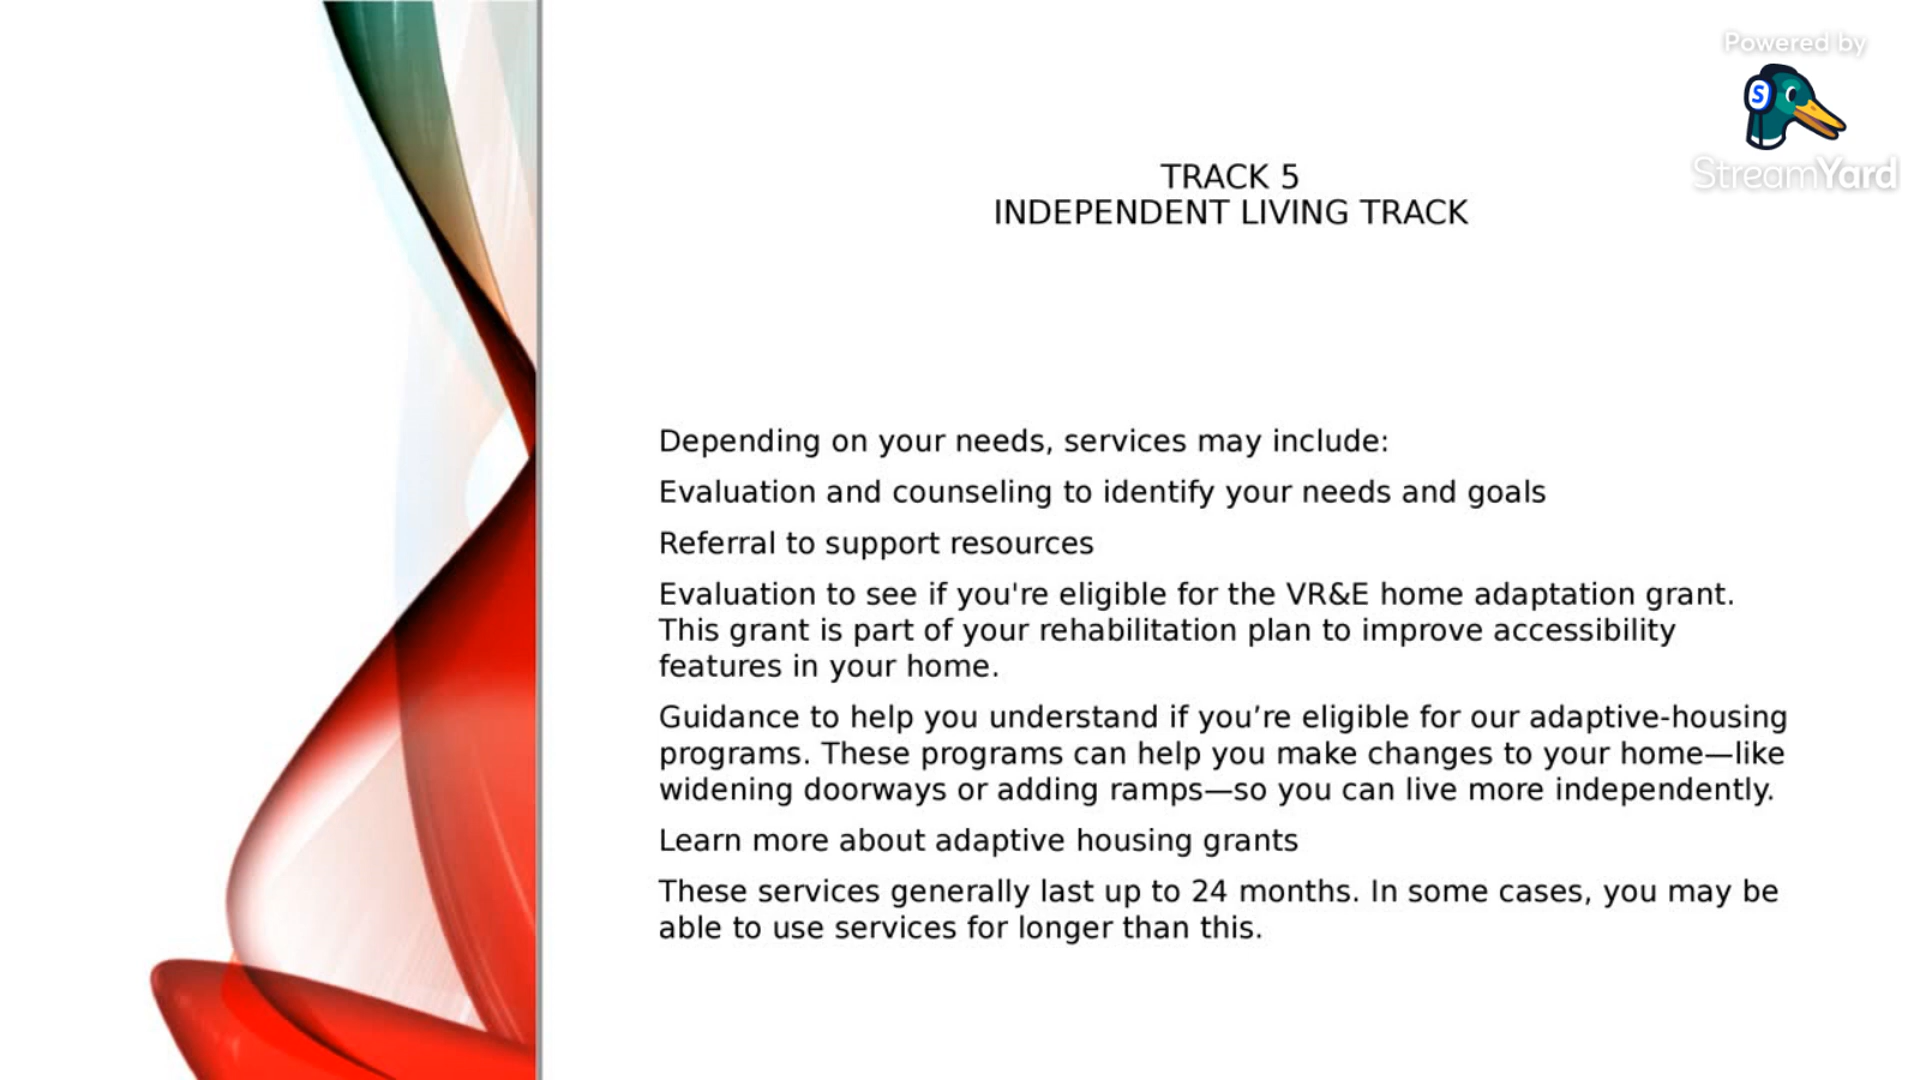 Powered by
S
StreamYard
TRACK 5
INDEPENDENT LIVING TRACK
Depending on your needs, services may include:
Evaluation and counseling to identify your needs and goals
Referral to support resources
Evaluation to see if you're eligible for the VR&E home adaptation grant.
This grant is part of your rehabilitation plan to improve accessibility
features in your home.
Guidance to help you understand if you’re eligible for our adaptive-housing
programs. These programs can help you make changes to your home—like
widening doorways or adding ramps—so you can live more independently.
Learn more about adaptive housing grants
These services generally last up to 24 months. In some cases, you may be
able to use services for longer than this.